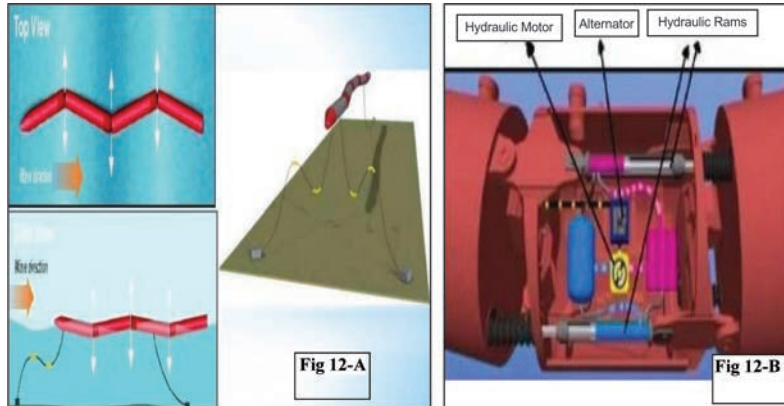 Top View
Wave direction
Wave direction
Fig 12-A
Hydraulic Motor
Alternator
Hydraulic Rams
Fig 12-B